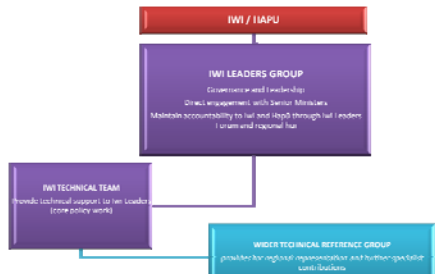 IWI / HAPU
IWI LEADERS GROUP
Governance and Leadership
Direct engagement with Senior Ministers
Maintain accountability to Iwi and Hapū through Iwi Leaders
Forum and regional hui
IWI TECHNICAL TEAM
Provide technical support to Iwi Leaders
(core policy work)
WIDER TECHNICAL REFERENCE GROUP
provides for regional representation and further specialist
contributions